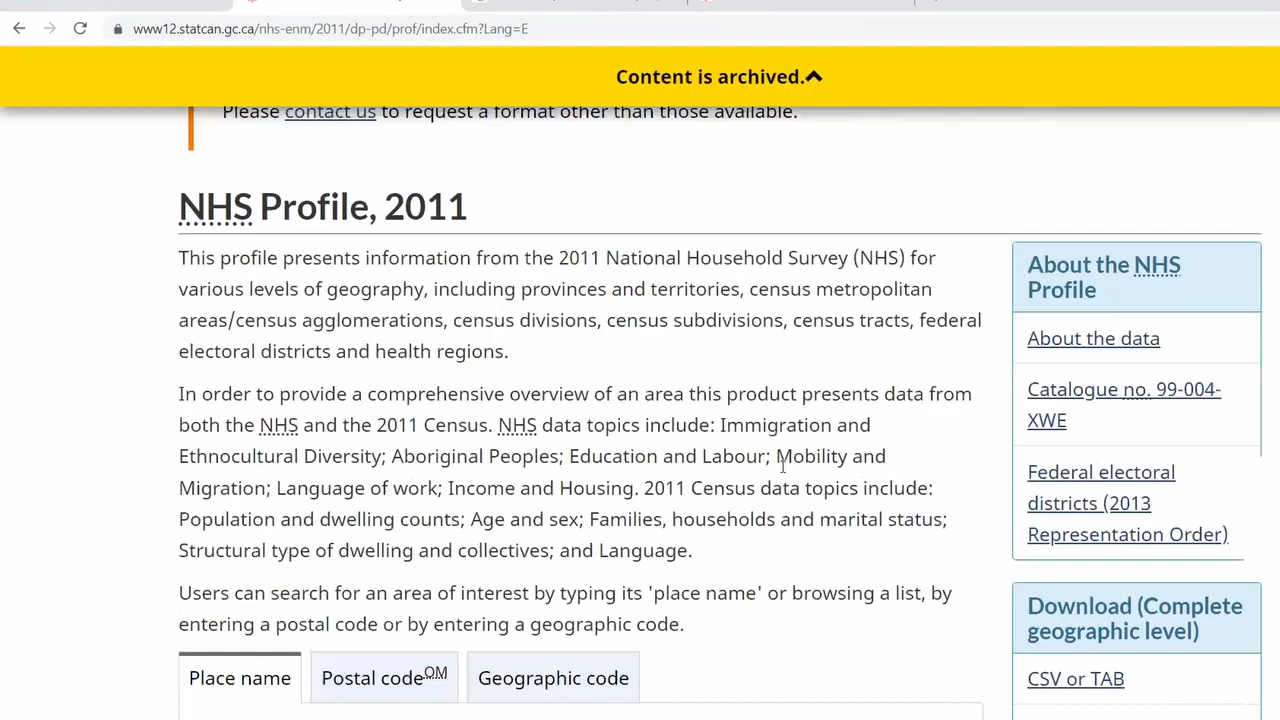 www12.statcan.gc.ca/nhs-enm/2011/dp-pd/prof/index.cfm?Lang=E
Content is archived.
Please contact us to request a format other than those available.
NHS Profile, 2011
This profile presents information from the 2011 National Household Survey (NHS) for
various levels of geography, including provinces and territories, census metropolitan
areas/census agglomerations, census divisions, census subdivisions, census tracts, federal
electoral districts and health regions.
In order to provide a comprehensive overview of an area this product presents data from
both the NHS and the 2011 Census. NHS data topics include: Immigration and
Ethnocultural Diversity; Aboriginal Peoples; Education and Labour; Mobility and
Migration; Language of work; Income and Housing. 2011 Census data topics include:
Population and dwelling counts; Age and sex; Families, households and marital status;
Structural type of dwelling and collectives; and Language.
Users can search for an area of interest by typing its 'place name' or browsing a list, by
entering a postal code or by entering a geographic code.
Place name
Postal codeOM
Geographic code
About the NHS
Profile
About the data
Catalogue no. 99-004-
XWE
Federal electoral
districts (2013
Representation Order)
Download (Complete
geographic level)
CSV or TAB